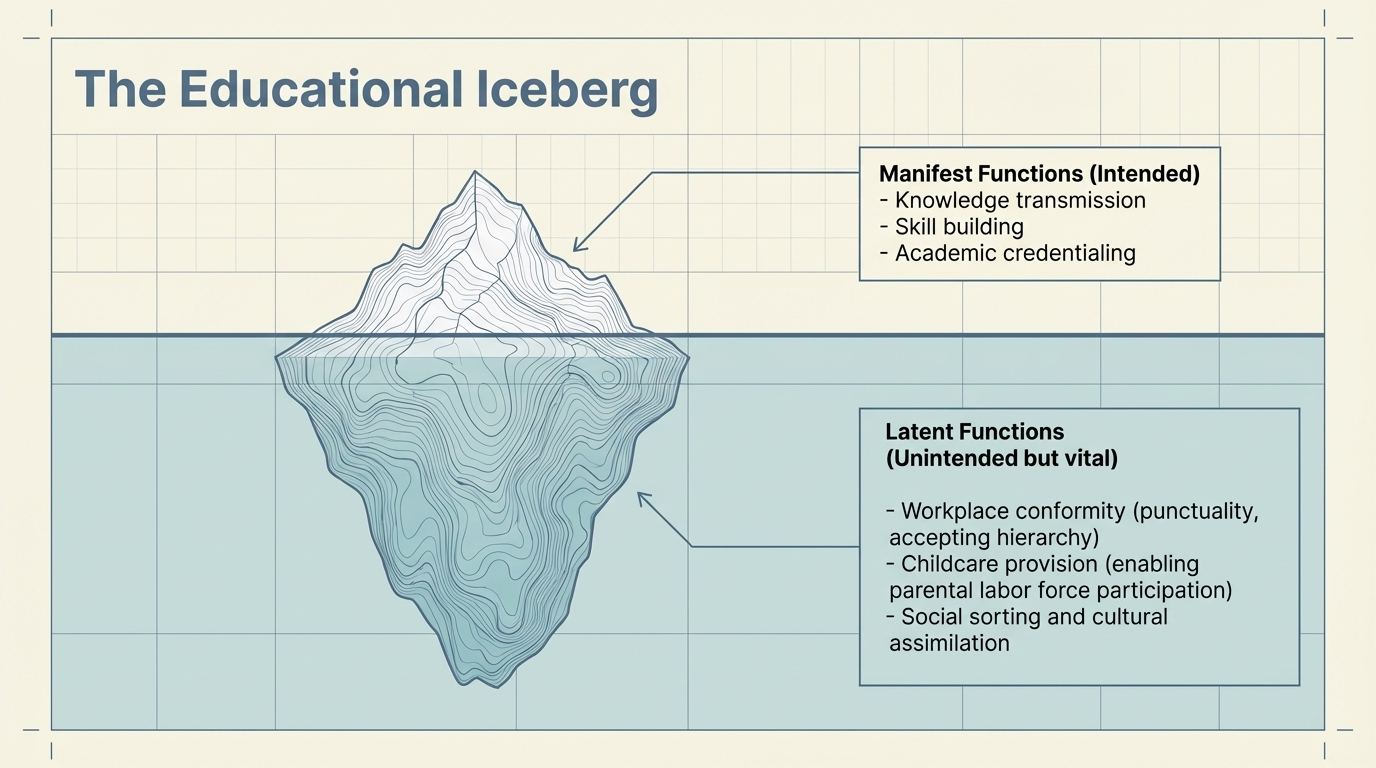 The Educational Iceberg
Manifest Functions (Intended)
- Knowledge transmission
- Skill building
- Academic credentialing
Latent Functions
(Unintended but vital)
- Workplace conformity (punctuality,
accepting hierarchy)
- Childcare provision (enabling
parental labor force participation)
- Social sorting and cultural
assimilation